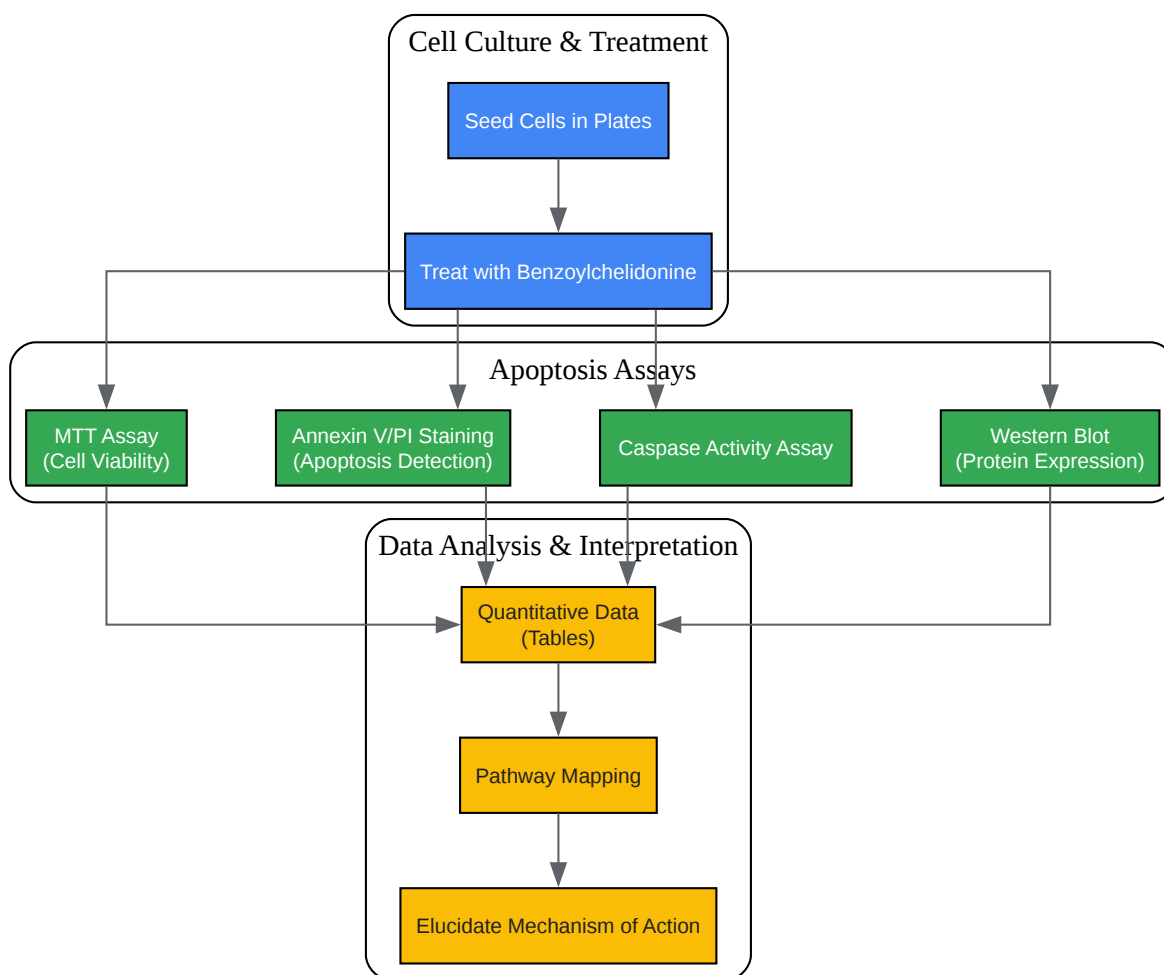 Cell Culture & Treatment
Seed Cells in Plates
Treat with Benzoylchelidonine
Apoptosis Assays
MTT Assay
(Cell Viability)
Annexin V/PI Staining
(Apoptosis Detection)
Caspase Activity Assay
Western Blot
(Protein Expression)
Data Analysis & Interpretation
Quantitative Data
(Tables)
Pathway Mapping
Elucidate Mechanism of Action